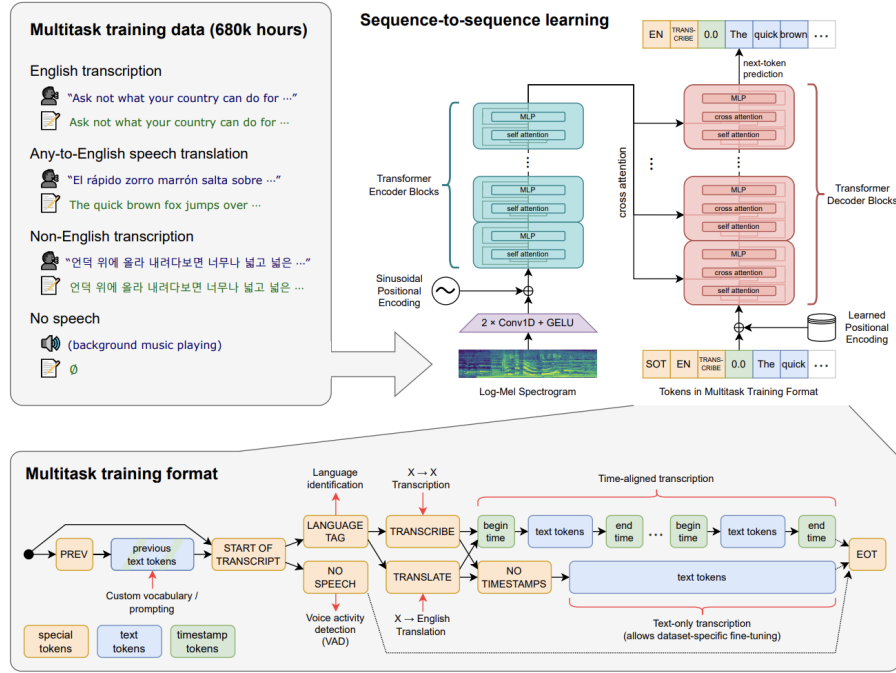 Multitask training data (680k hours)
English transcription
“Ask not what your country can do for ⋯”
Ask not what your country can do for ⋯
Any-to-English speech translation
“El rápido zorro marrón salta sobre ⋯”
The quick brown fox jumps over ⋯
Non-English transcription
“언덕 위에 올라 내려다보면 너무나 넓고 넓은 ⋯”
언덕 위에 올라 내려다보면 너무나 넓고 넓은 ⋯
No speech
(background music playing)
∅
Sequence-to-sequence learning
EN
TRANS-
CRIBE
0.0
The
quick
brown
⋯
next-token
prediction
MLP
self attention
⋮
MLP
self attention
MLP
self attention
Transformer
Encoder Blocks
cross attention
⋮
MLP
cross attention
self attention
⋮
MLP
cross attention
self attention
MLP
cross attention
self attention
Transformer
Decoder Blocks
Sinusoidal
Positional
Encoding
2 × Conv1D + GELU
Log-Mel Spectrogram
Learned
Positional
Encoding
SOT
EN
TRANS-
CRIBE
0.0
The
quick
⋯
Tokens in Multitask Training Format
Multitask training format
Language
identification
X → X
Transcription
Time-aligned transcription
PREV
previous
text tokens
START OF
TRANSCRIPT
LANGUAGE
TAG
TRANSCRIBE
begin
time
text tokens
end
time
⋯
begin
time
text tokens
end
time
EOT
NO
SPEECH
TRANSLATE
NO
TIMESTAMPS
text tokens
Custom vocabulary /
prompting
Voice activity
detection
(VAD)
X → English
Translation
Text-only transcription
(allows dataset-specific fine-tuning)
special
tokens
text
tokens
timestamp
tokens